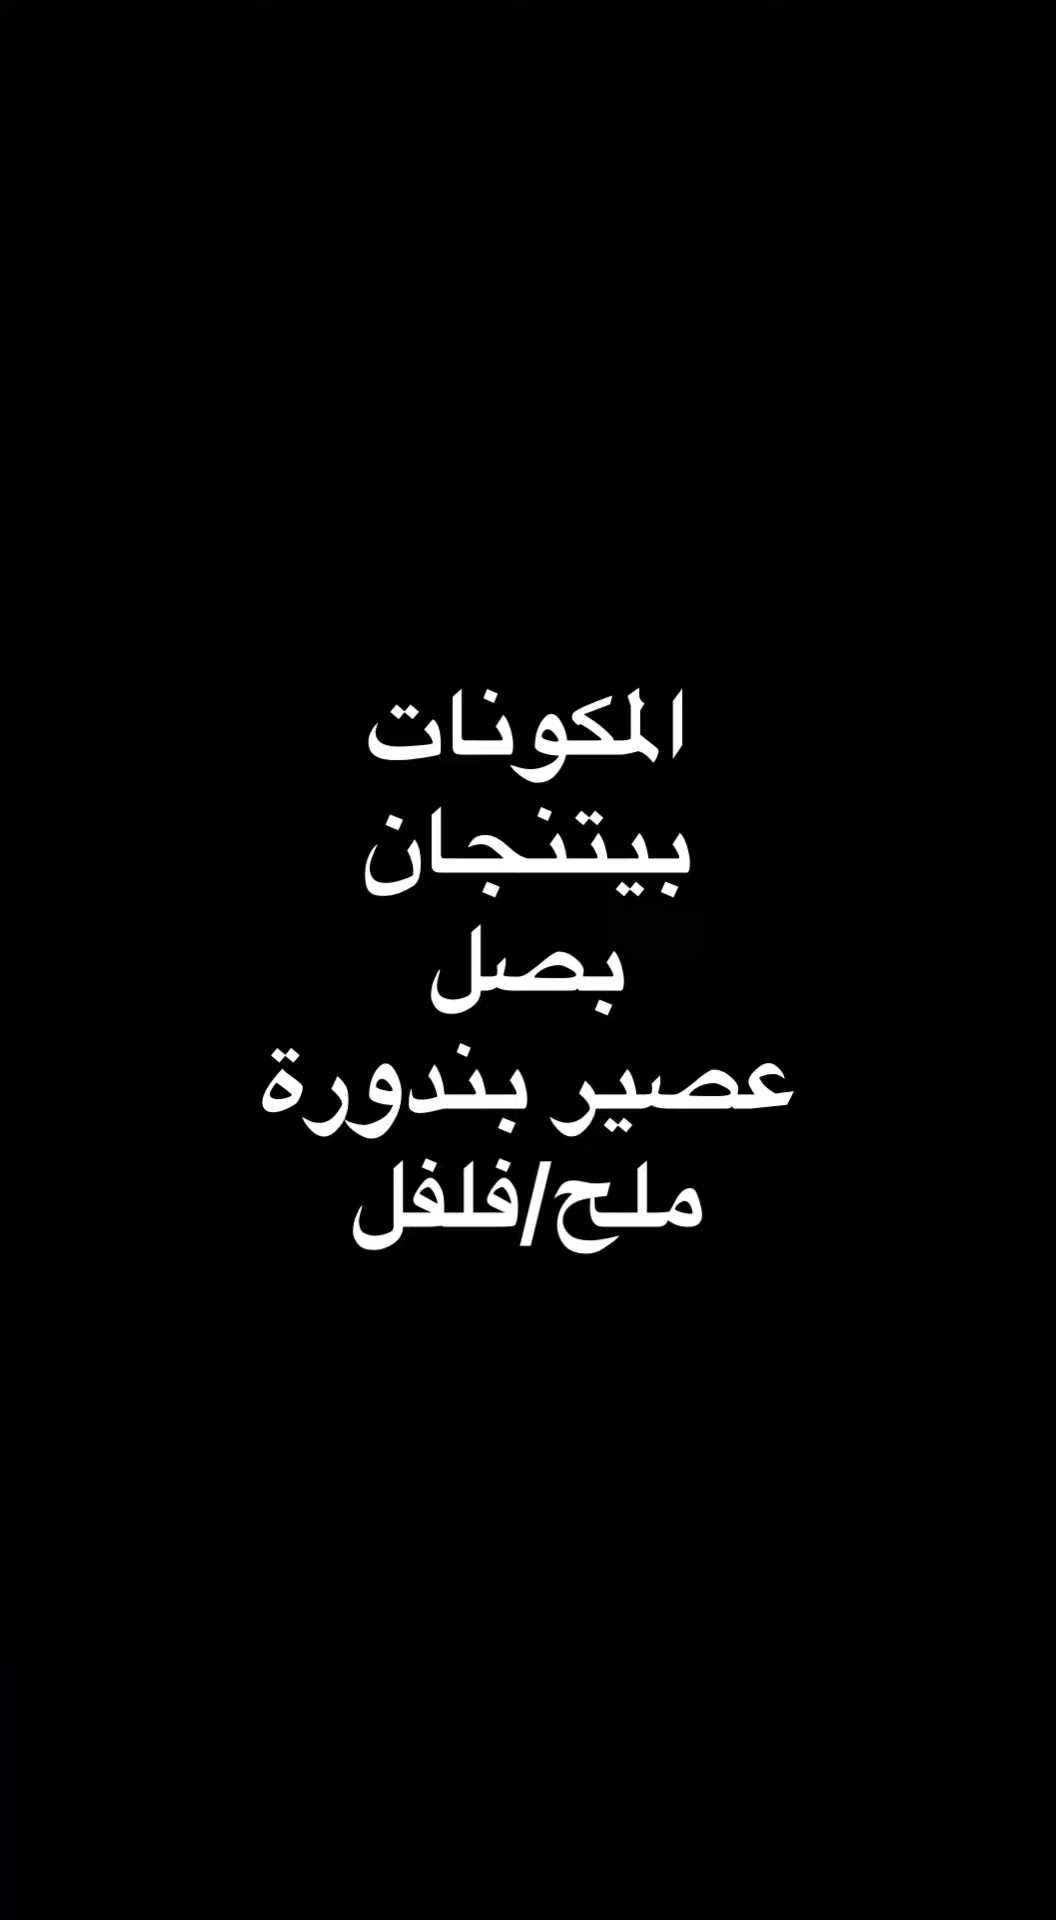 المكونات
بيتنجان
بصل
عصير بندورة
ملح/فلفل